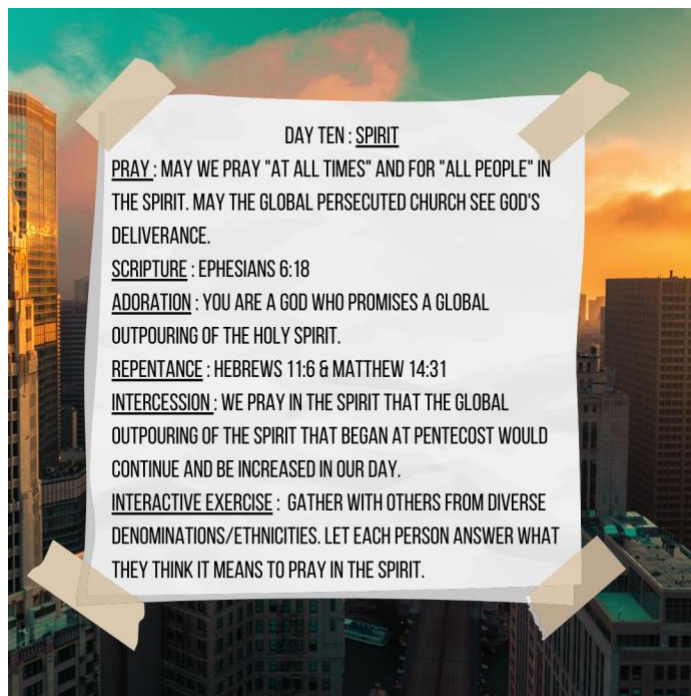 DAY TEN : SPIRIT
PRAY : MAY WE PRAY "AT ALL TIMES" AND FOR "ALL PEOPLE" IN
THE SPIRIT. MAY THE GLOBAL PERSECUTED CHURCH SEE GOD'S
DELIVERANCE.
SCRIPTURE : EPHESIANS 6:18
ADORATION : YOU ARE A GOD WHO PROMISES A GLOBAL
OUTPOURING OF THE HOLY SPIRIT.
REPENTANCE : HEBREWS 11:6 & MATTHEW 14:31
INTERCESSION : WE PRAY IN THE SPIRIT THAT THE GLOBAL
OUTPOURING OF THE SPIRIT THAT BEGAN AT PENTECOST WOULD
CONTINUE AND BE INCREASED IN OUR DAY.
INTERACTIVE EXERCISE : GATHER WITH OTHERS FROM DIVERSE
DENOMINATIONS/ETHNICITIES. LET EACH PERSON ANSWER WHAT
THEY THINK IT MEANS TO PRAY IN THE SPIRIT.